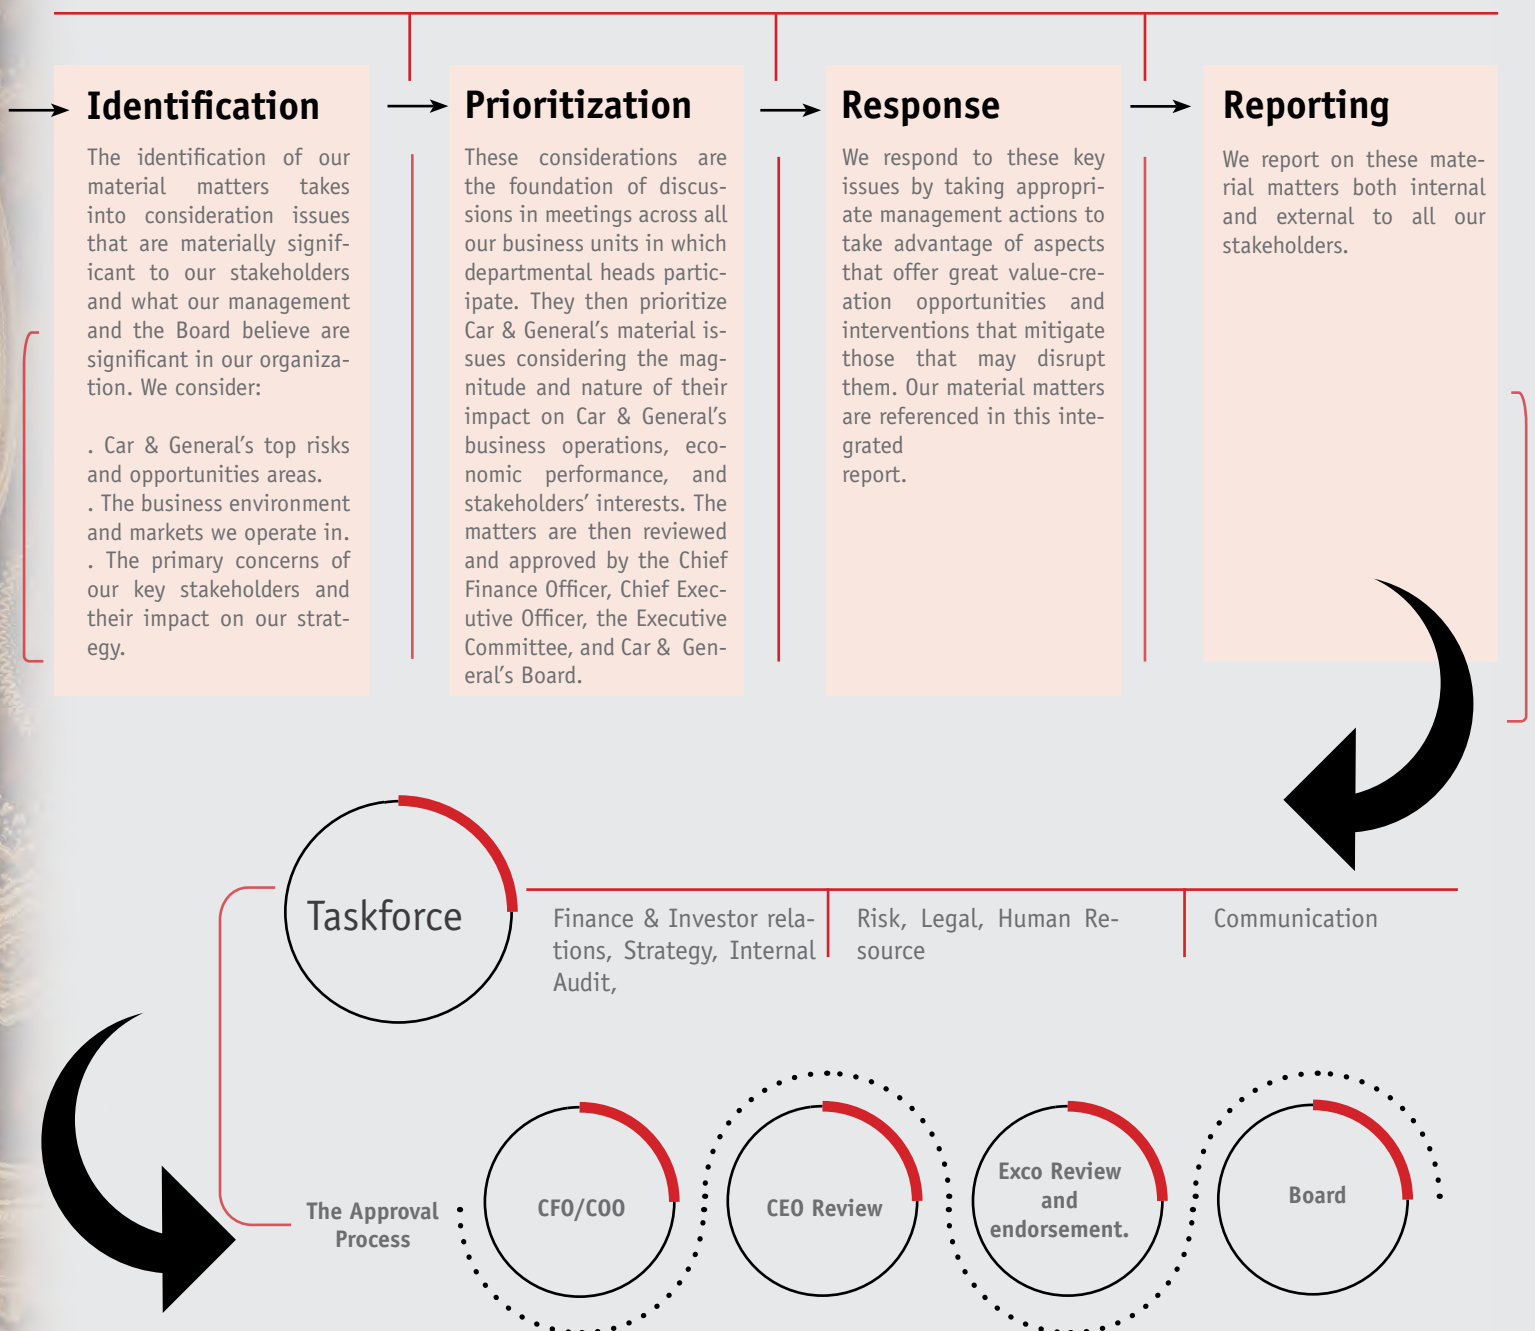 Identification
The identification of our
material matters takes
into consideration issues
that are materially signif-
icant to our stakeholders
and what our management
and the Board believe are
significant in our organiza-
tion. We consider:
. Car & General's top risks
and opportunities areas.
. The business environment
and markets we operate in.
. The primary concerns of
our key stakeholders and
their impact on our strat-
egy.
Prioritization
These considerations are
the foundation of discus-
sions in meetings across all
our business units in which
departmental heads partic-
ipate. They then prioritize
Car & General's material is-
sues considering the mag-
nitude and nature of their
impact on Car & General's
business operations, eco-
nomic performance, and
stakeholders' interests. The
matters are then reviewed
and approved by the Chief
Finance Officer, Chief Exec-
utive Officer, the Executive
Committee, and Car & Gen-
eral's Board.
Response
We respond to these key
issues by taking appropri-
ate management actions to
take advantage of aspects
that offer great value-cre-
ation opportunities and
interventions that mitigate
those that may disrupt
them. Our material matters
are referenced in this inte-
grated
report.
Reporting
We report on these mate-
rial matters both internal
and external to all our
stakeholders.
Taskforce
Finance & Investor rela-
tions, Strategy, Internal
Audit,
Risk, Legal, Human Re-
source
Communication
The Approval
Process
CFO/COO
CEO Review
Exco Review
and
endorsement.
Board